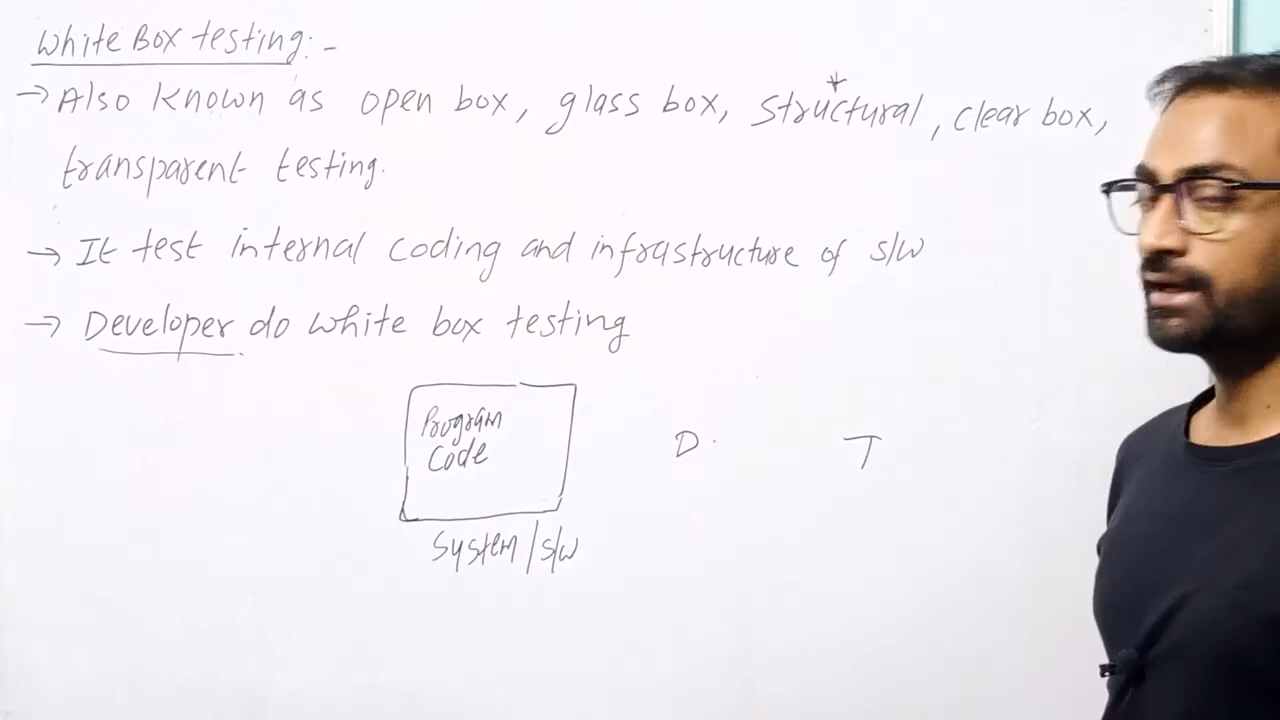 White Box testing:-
→ Also known as open box, glass box, structural, clear box,
transparent testing.
→ It test internal coding and infrastructure of s/w
→ Developer do white box testing
Program
Code
D. T
System/s/w